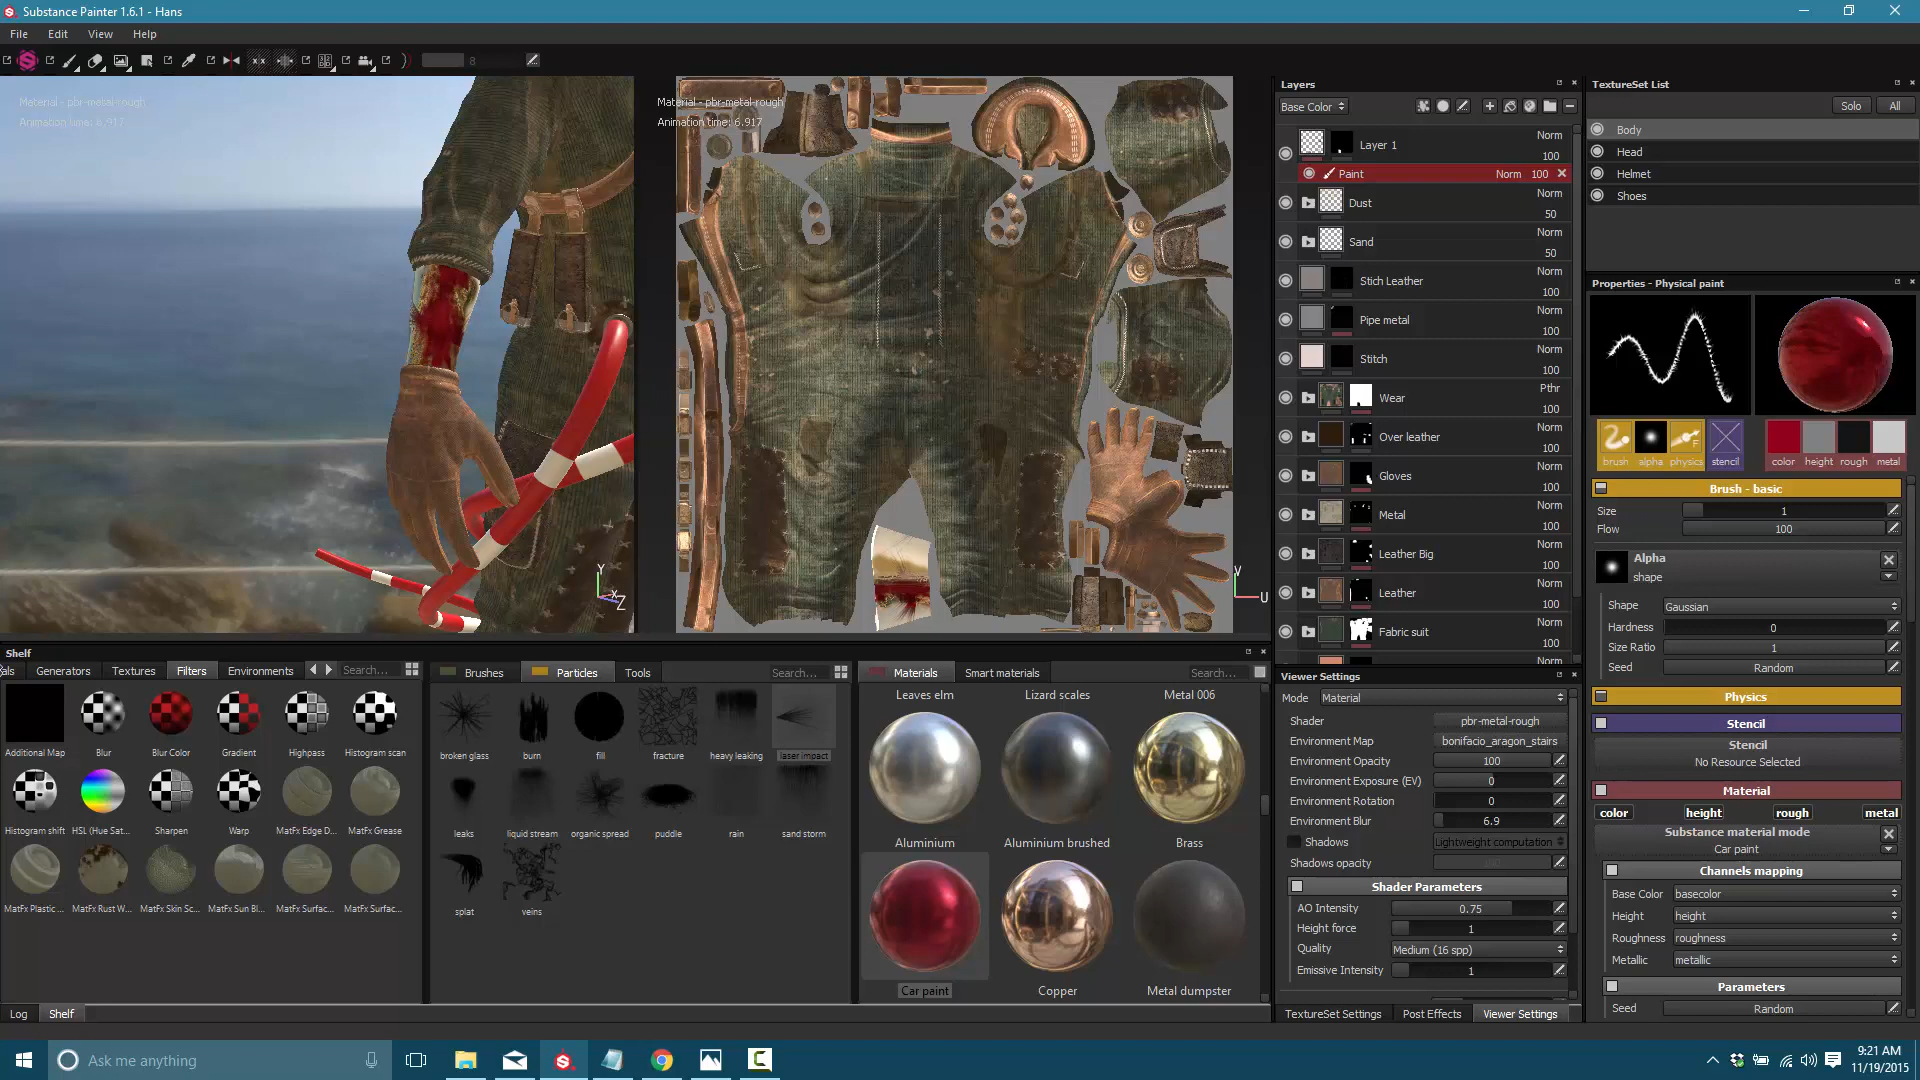 Substance Painter 1.6.1 - Hans
File Edit View Help
8
Material - pbr-metal-rough
Animation time: 6.917
Y
X
Z
Material - pbr-metal-rough
Animation time: 6.917
V
U
Layers
Base Color
Layer 1 Norm 100
Paint Norm 100
Dust Norm 50
Sand Norm 50
Stich Leather Norm 100
Pipe metal Norm 100
Stitch Norm 100
Wear Pthr 100
Over leather Norm 100
Gloves Norm 100
Metal Norm 100
Leather Big Norm 100
Leather Norm 100
Fabric suit Norm 100
Norm
TextureSet List
Solo All
Body
Head
Helmet
Shoes
Properties - Physical paint
brush alpha physics stencil color height rough metal
Brush - basic
Size 1
Flow 100
Alpha
shape
Shape Gaussian
Hardness 0
Size Ratio 1
Seed Random
Physics
Stencil
Stencil
No Resource Selected
Material
color height rough metal
Substance material mode
Car paint
Channels mapping
Base Color basecolor
Height height
Roughness roughness
Metallic metallic
Parameters
Seed Random
Shelf
als Generators Textures Filters Environments Search...
Additional Map Blur Blur Color Gradient Highpass Histogram scan
Histogram shift HSL (Hue Sat... Sharpen Warp MatFx Edge D... MatFx Grease
MatFx Plastic ... MatFx Rust W... MatFx Skin Sc... MatFx Sun Bl... MatFx Surfac... MatFx Surfac...
Brushes Particles Tools Search...
broken glass burn fill fracture heavy leaking laser impact
leaks liquid stream organic spread puddle rain sand storm
splat veins
Materials Smart materials Search...
Leaves elm Lizard scales Metal 006
Aluminium Aluminium brushed Brass
Car paint Copper Metal dumpster
Viewer Settings
Mode Material
Shader pbr-metal-rough
Environment Map bonifacio_aragon_stairs
Environment Opacity 100
Environment Exposure (EV) 0
Environment Rotation 0
Environment Blur 6.9
Shadows Lightweight computation
Shadows opacity
Shader Parameters
AO Intensity 0.75
Height force 1
Quality Medium (16 spp)
Emissive Intensity 1
Log Shelf
TextureSet Settings Post Effects Viewer Settings
Ask me anything
9:21 AM
11/19/2015